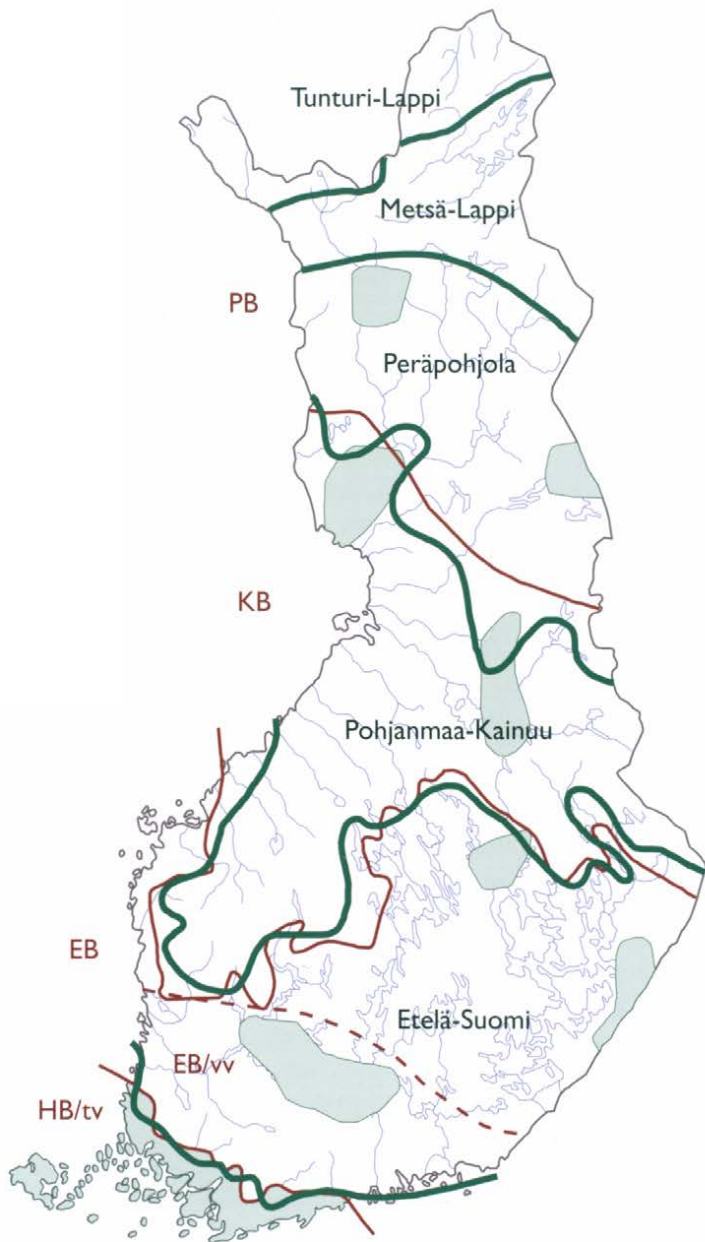 Tunturi-Lappi
Metsä-Lappi
PB
Peräpohjola
KB
Pohjanmaa-Kainuu
EB
Etelä-Suomi
EB/vv
HB/tv